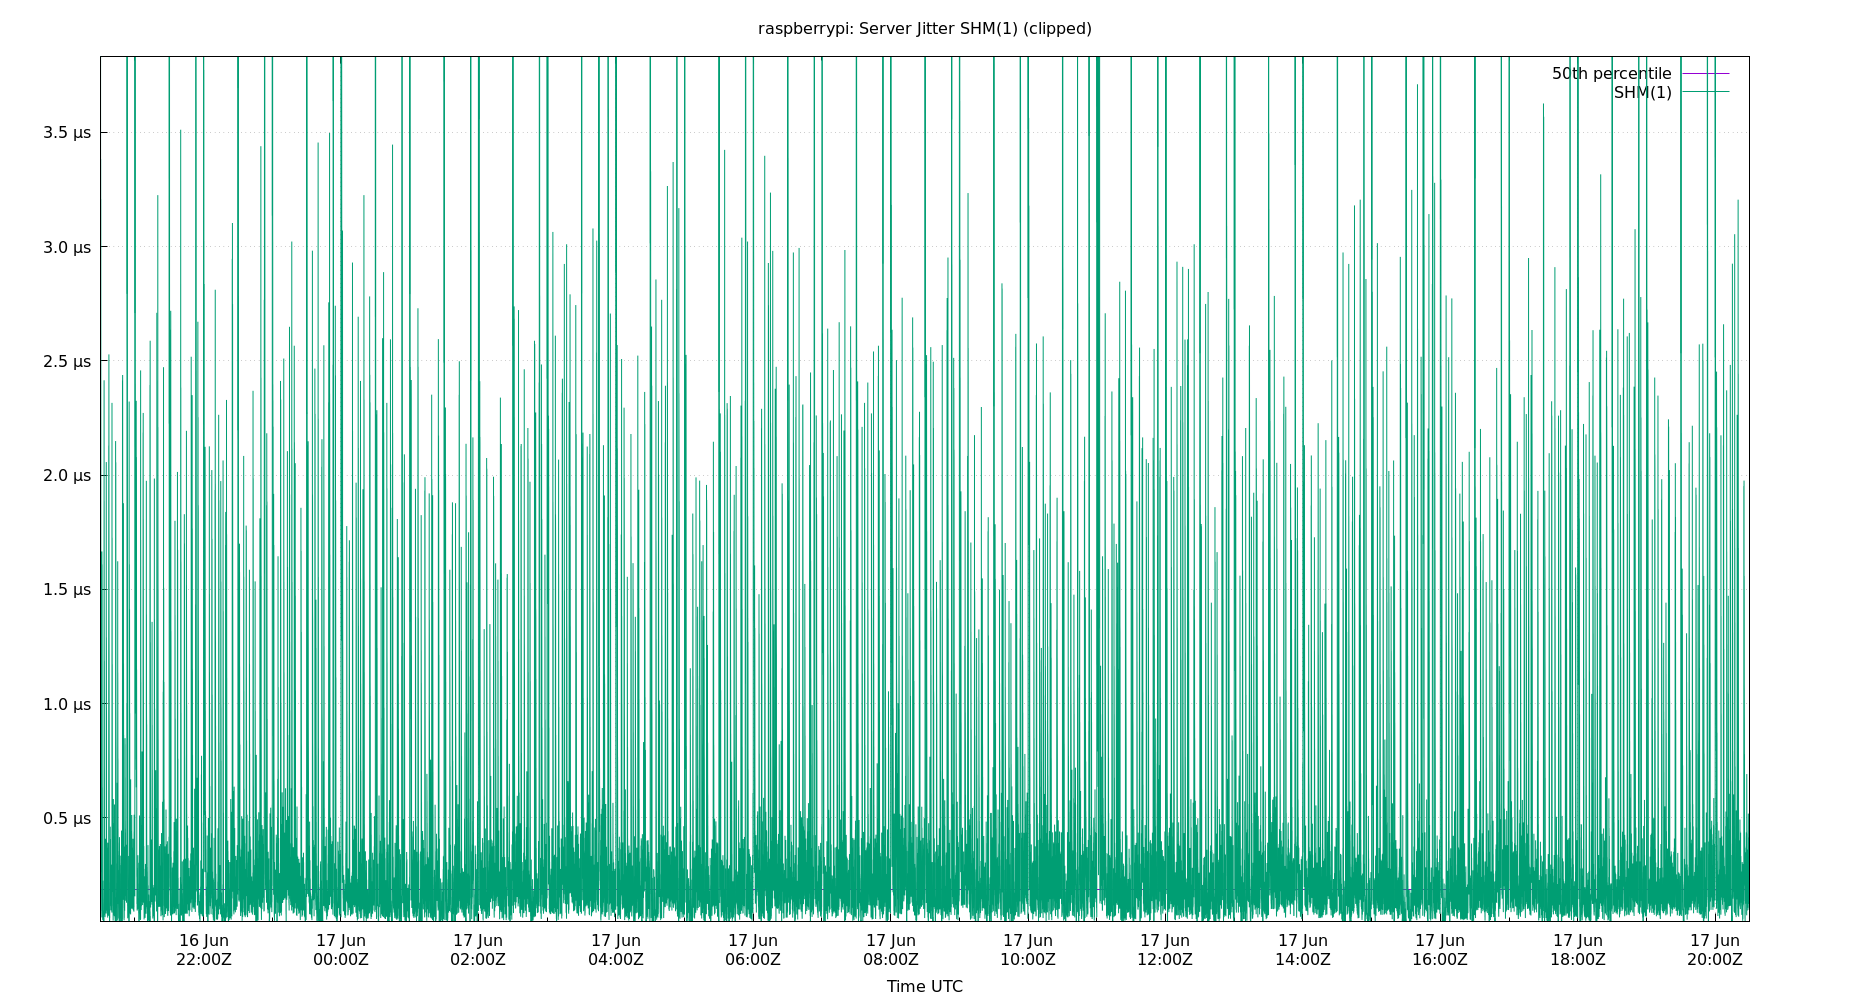 raspberrypi: Server Jitter SHM(1) (clipped)
50th percentile
SHM(1)
3.5 µs
3.0 µs
2.5 µs
2.0 µs
1.5 µs
1.0 µs
0.5 µs
16 Jun 17 Jun 17 Jun 17 Jun 17 Jun 17 Jun 17 Jun 17 Jun 17 Jun 17 Jun 17 Jun 17 Jun
22:00Z 00:00Z 02:00Z 04:00Z 06:00Z 08:00Z 10:00Z 12:00Z 14:00Z 16:00Z 18:00Z 20:00Z
Time UTC